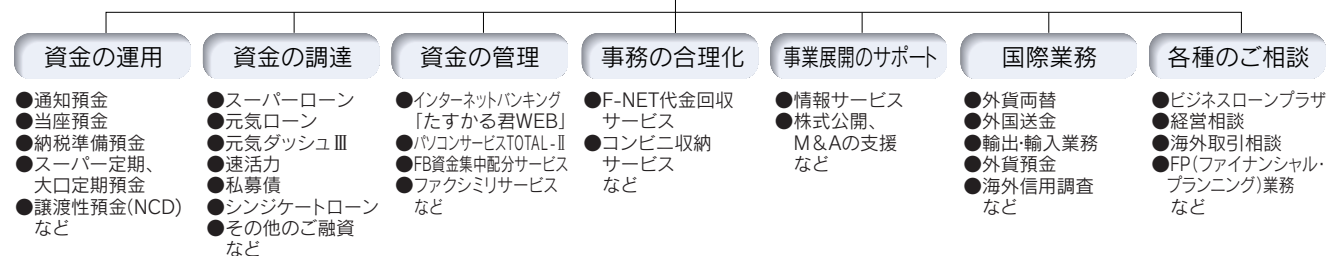 資金の運用
●通知預金
●当座預金
●納税準備預金
●スーパー定期、
大口定期預金
●譲渡性預金(NCD)
など
資金の調達
●スーパーローン
●元気ローン
●元気ダッシュⅢ
●速活力
●私募債
●シンジケートローン
●その他のご融資
など
資金の管理
●インターネットバンキング
「たすかる君WEB」
●パソコンサービスTOTAL-Ⅱ
●FB資金集中配分サービス
●ファクシミリサービス
など
事務の合理化
●F-NET代金回収
サービス
●コンビニ収納
サービス
など
事業展開のサポート
●情報サービス
●株式公開、
M&Aの支援
など
国際業務
●外貨両替
●外国送金
●輸出・輸入業務
●外貨預金
●海外信用調査
など
各種のご相談
●ビジネスローンプラザ
●経営相談
●海外取引相談
●FP(ファイナンシャル・
プランニング)業務
など